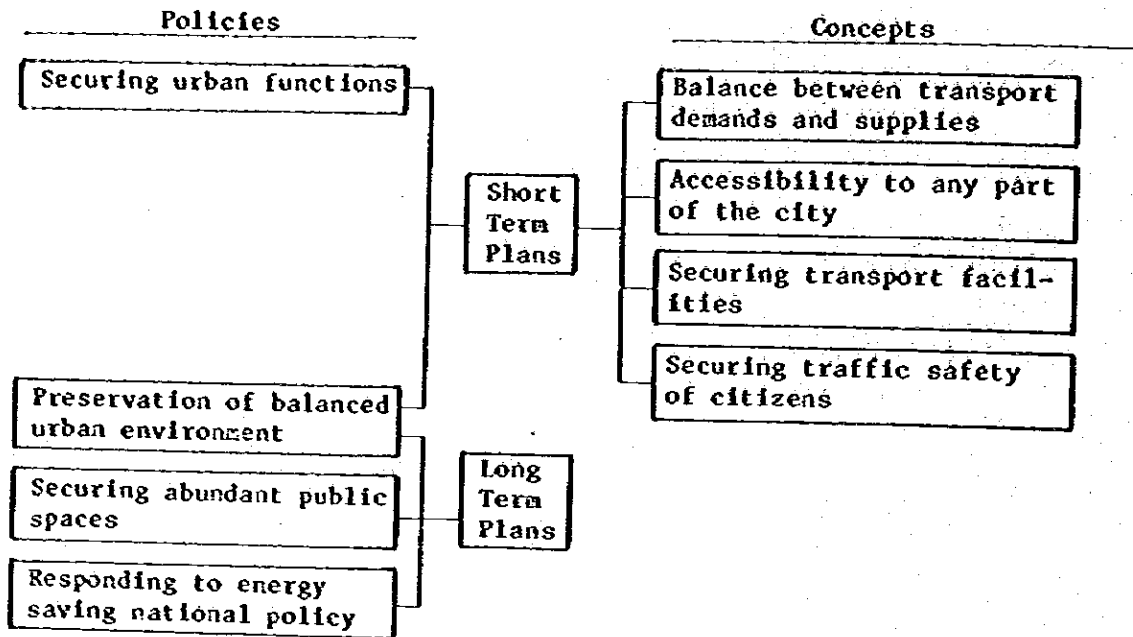 Policies
Securing urban functions
Preservation of balanced
urban environment
Securing abundant public
spaces
Responding to energy
saving national policy
Short
Term
Plans
Long
Term
Plans
Concepts
Balance between transport
demands and supplies
Accessibility to any part
of the city
Securing transport facil-
ities
Securing traffic safety
of citizens